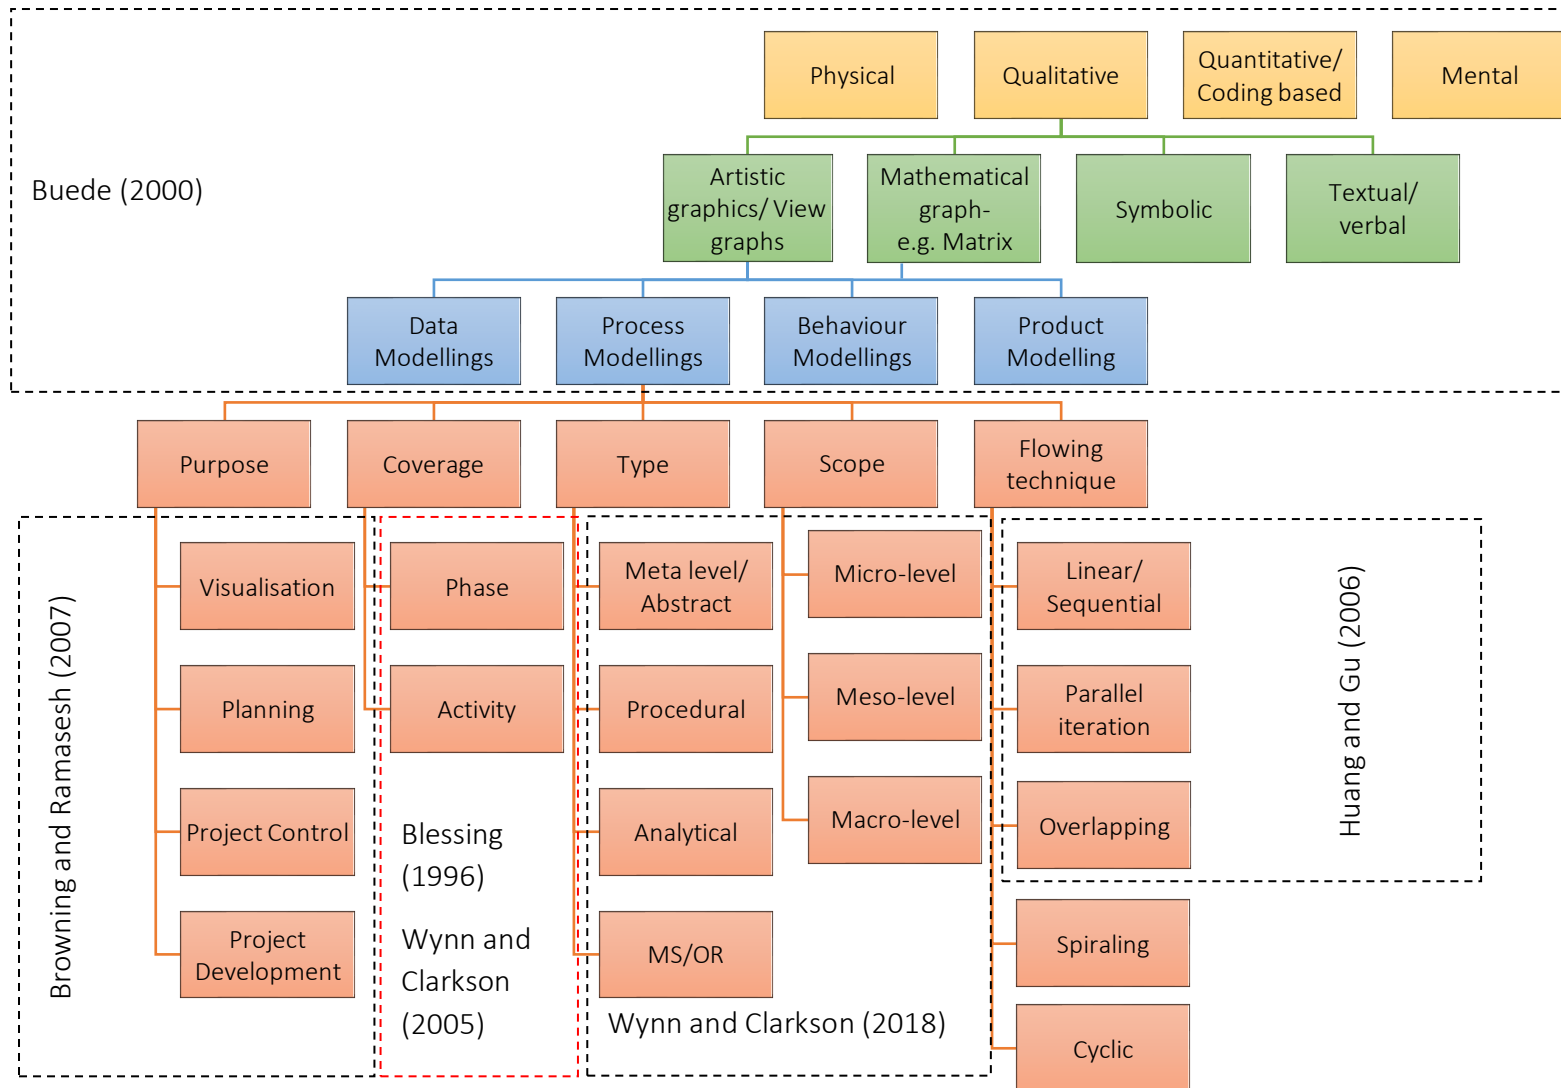 Physical
Qualitative
Quantitative/
Coding based
Mental
Buede (2000)
Artistic
graphics/ View
graphs
Mathematical
graph-
e.g. Matrix
Symbolic
Textual/
verbal
Data
Modellings
Process
Modellings
Behaviour
Modellings
Product
Modelling
Purpose
Coverage
Type
Scope
Flowing
technique
Browning and Ramasesh (2007)
Visualisation
Planning
Project Control
Project
Development
Phase
Activity
Blessing
(1996)
Wynn and
Clarkson
(2005)
Meta level/
Abstract
Procedural
Analytical
MS/OR
Micro-level
Meso-level
Macro-level
Wynn and Clarkson (2018)
Linear/
Sequential
Parallel
iteration
Overlapping
Spiraling
Cyclic
Huang and Gu (2006)